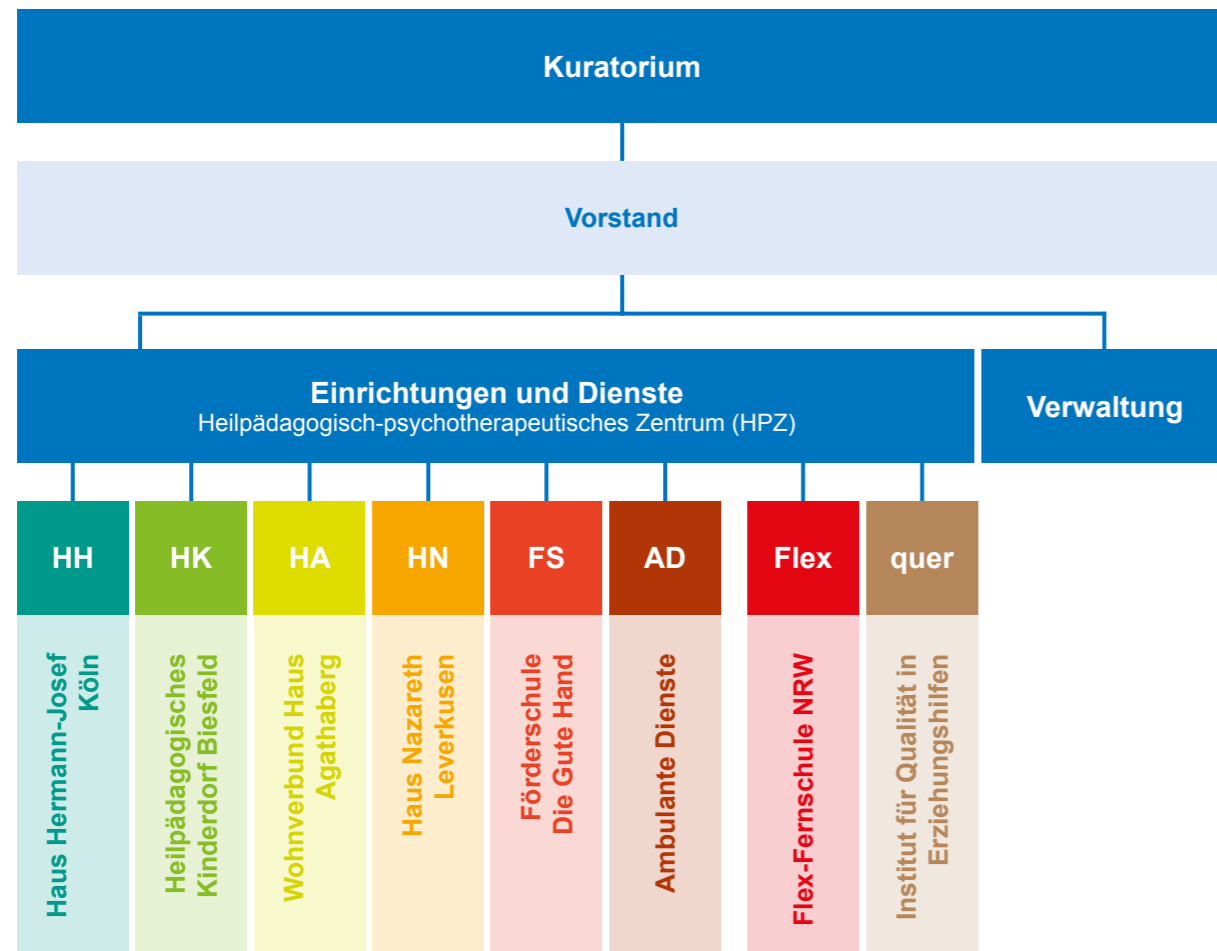 Kuratorium
Vorstand
Einrichtungen und Dienste
Heilpädagogisch-psychotherapeutisches Zentrum (HPZ)
Verwaltung
HH
HK
HA
HN
FS
AD
Flex
quer
Haus Hermann-Josef
Köln
Heilpädagogisches
Kinderdorf Biesfeld
Wohnverbund Haus
Agathaberg
Haus Nazareth
Leverkusen
Förderschule
Die Gute Hand
Ambulante Dienste
Flex-Fernschule NRW
Institut für Qualität in
Erziehungshilfen